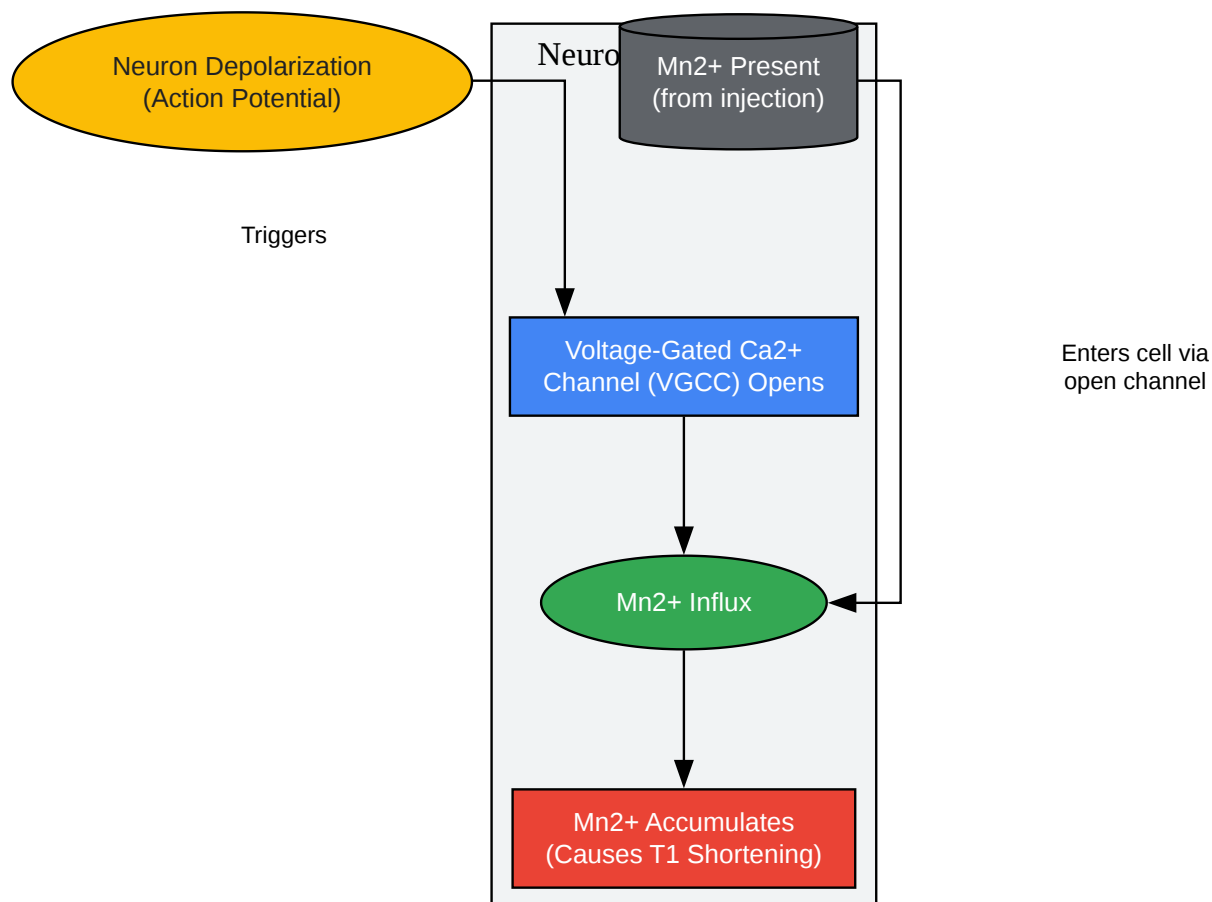 Neuron Depolarization
(Action Potential)
Neuro
Mn2+ Present
(from injection)
Triggers
Voltage-Gated Ca2+
Channel (VGCC) Opens
Enters cell via
open channel
Mn2+ Influx
Mn2+ Accumulates
(Causes T1 Shortening)